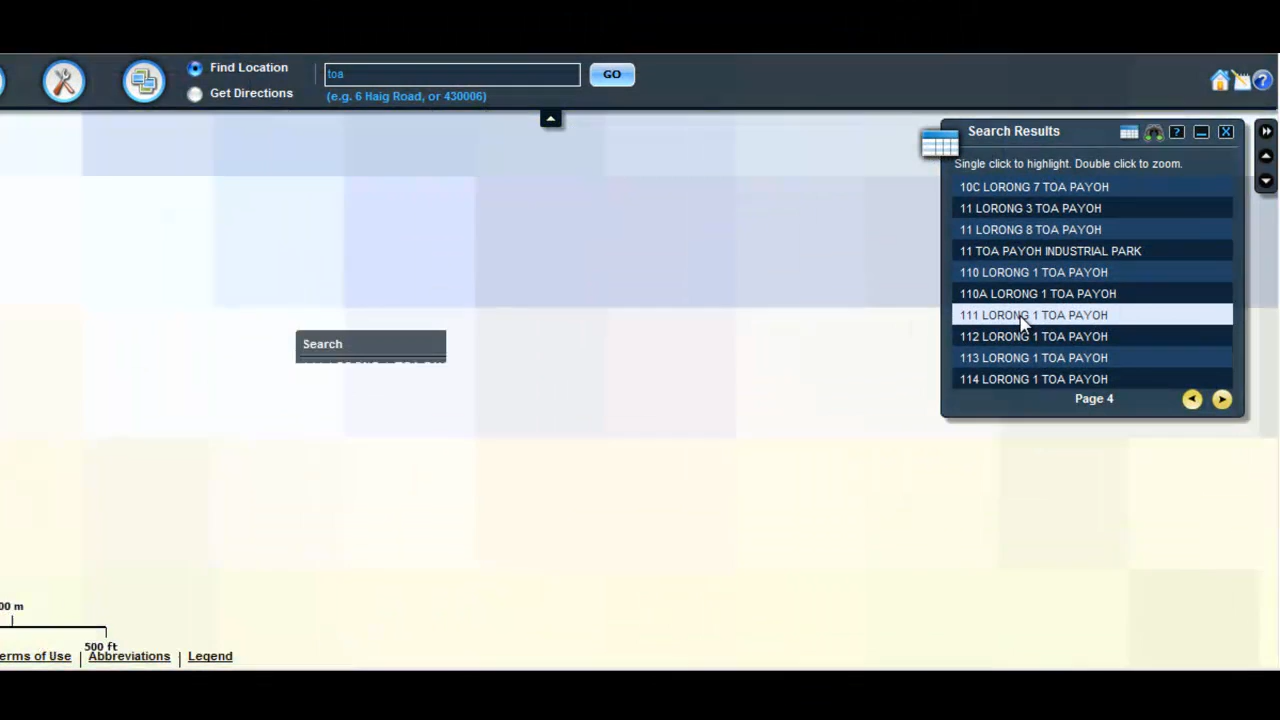 Find Location
toa
GO
Get Directions
(e.g. 6 Haig Road, or 430006)
Search Results
Single click to highlight. Double click to zoom.
10C LORONG 7 TOA PAYOH
11 LORONG 3 TOA PAYOH
11 LORONG 8 TOA PAYOH
11 TOA PAYOH INDUSTRIAL PARK
110 LORONG 1 TOA PAYOH
110A LORONG 1 TOA PAYOH
111 LORONG 1 TOA PAYOH
112 LORONG 1 TOA PAYOH
113 LORONG 1 TOA PAYOH
114 LORONG 1 TOA PAYOH
Page 4
Search
00 m
500 ft
erms of Use | Abbreviations | Legend